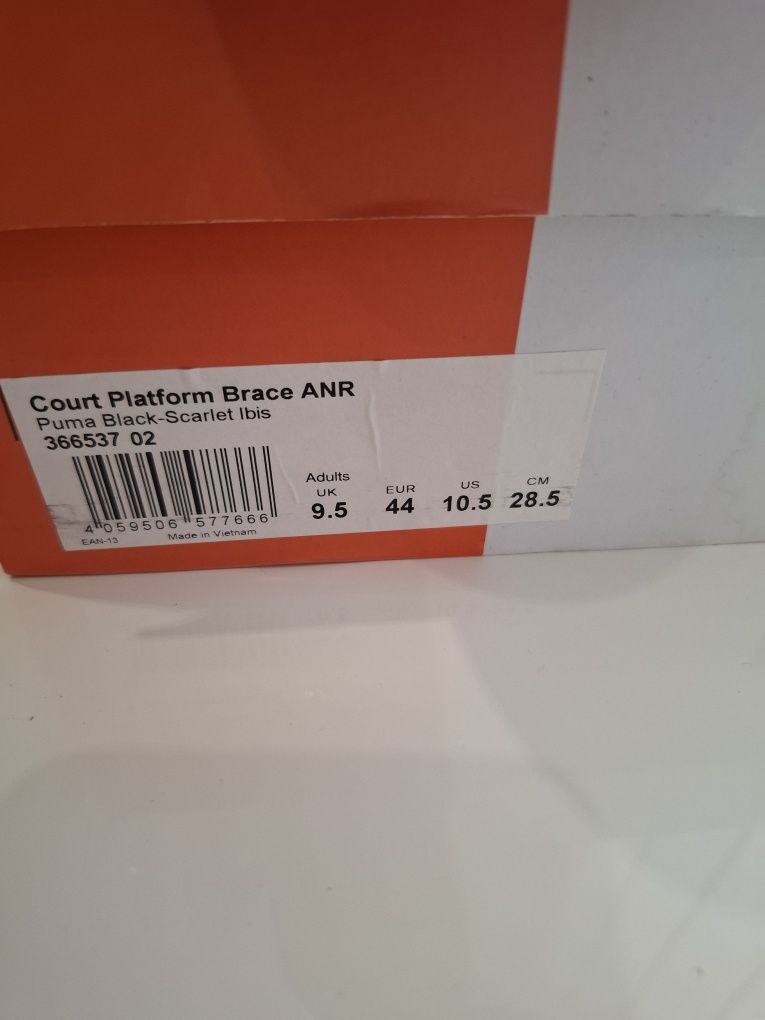 Court Platform Brace ANR
Puma Black-Scarlet Ibis
366537 02
Adults
UK EUR US CM
9.5 44 10.5 28.5
4 059506 577666
EAN-13 Made in Vietnam